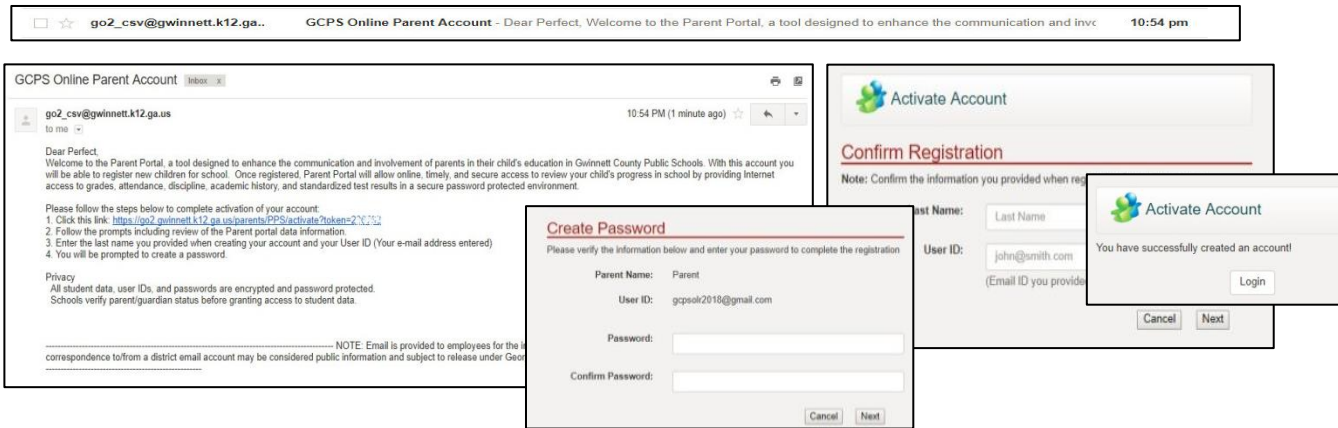 go2_csv@gwinnett.k12.ga.. GCPS Online Parent Account - Dear Perfect, Welcome to the Parent Portal, a tool designed to enhance the communication and invo 10:54 pm
GCPS Online Parent Account Inbox x
go2_csv@gwinnett.k12.ga.us 10:54 PM (1 minute ago)
to me
Dear Perfect,
Welcome to the Parent Portal, a tool designed to enhance the communication and involvement of parents in their child's education in Gwinnett County Public Schools. With this account you
will be able to register new children for school. Once registered, Parent Portal will allow online, timely, and secure access to review your child's progress in school by providing Internet
access to grades, attendance, discipline, academic history, and standardized test results in a secure password protected environment.
Please follow the steps below to complete activation of your account:
1. Click this link: https://go2.gwinnett.k12.ga.us/parents/PPS/activate?token=2
2. Follow the prompts including review of the Parent portal data information.
3. Enter the last name you provided when creating your account and your User ID (Your e-mail address entered)
4. You will be prompted to create a password.
Privacy
All student data, user IDs, and passwords are encrypted and password protected.
Schools verify parent/guardian status before granting access to student data.
NOTE: Email is provided to employees for the
correspondence to/from a district email account may be considered public information and subject to release under
Create Password
Please verify the information below and enter your password to complete the registration
Parent Name: Parent
User ID: gcpsolr2018@gmail.com
Password:
Confirm Password:
Cancel Next
Activate Account
Confirm Registration
Note: Confirm the information you provided when reg
ast Name: Last Name
User ID: john@smith.com
(Email ID you provide
Cancel Next
Activate Account
You have successfully created an account!
Login